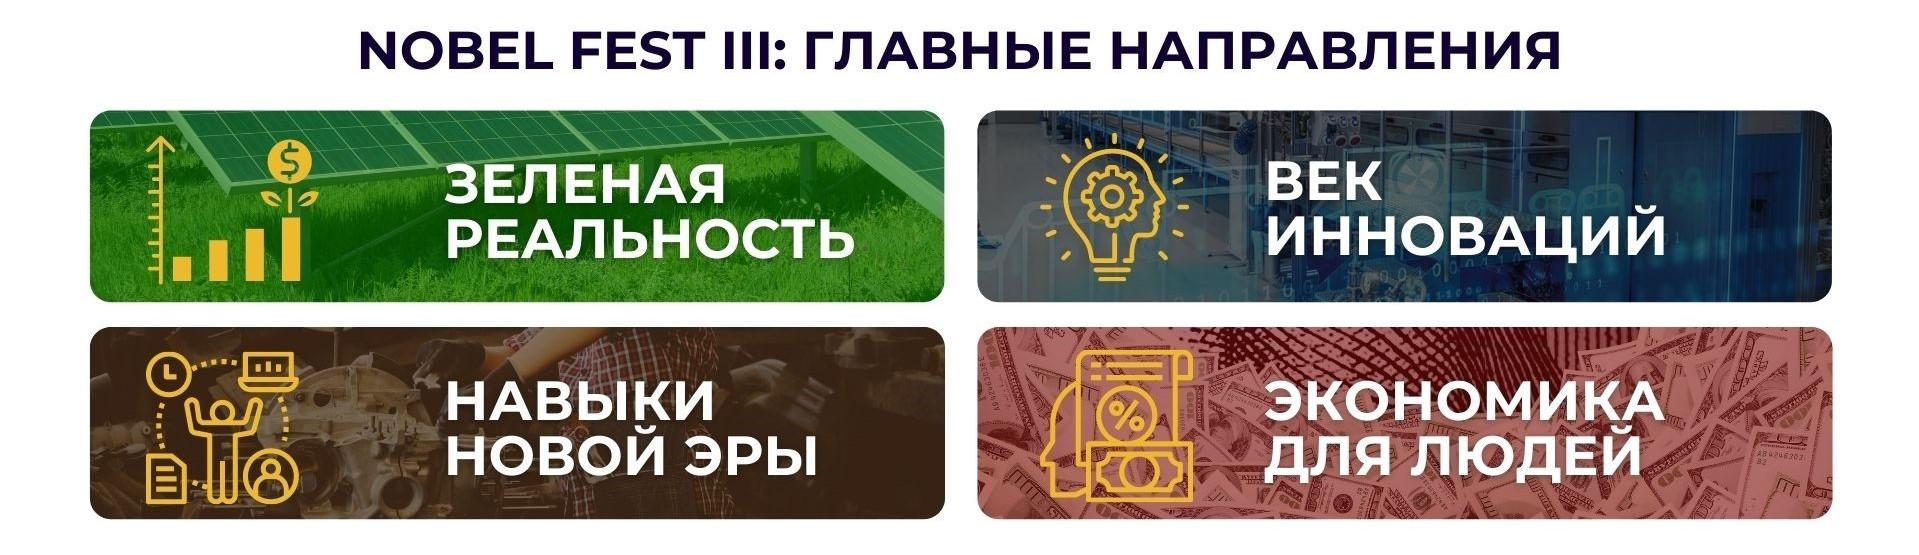 NOBEL FEST III: ГЛАВНЫЕ НАПРАВЛЕНИЯ
ЗЕЛЕНАЯ
РЕАЛЬНОСТЬ
ВЕК
ИННОВАЦИЙ
НАВЫКИ
НОВОЙ ЭРЫ
ЭКОНОМИКА
ДЛЯ ЛЮДЕЙ